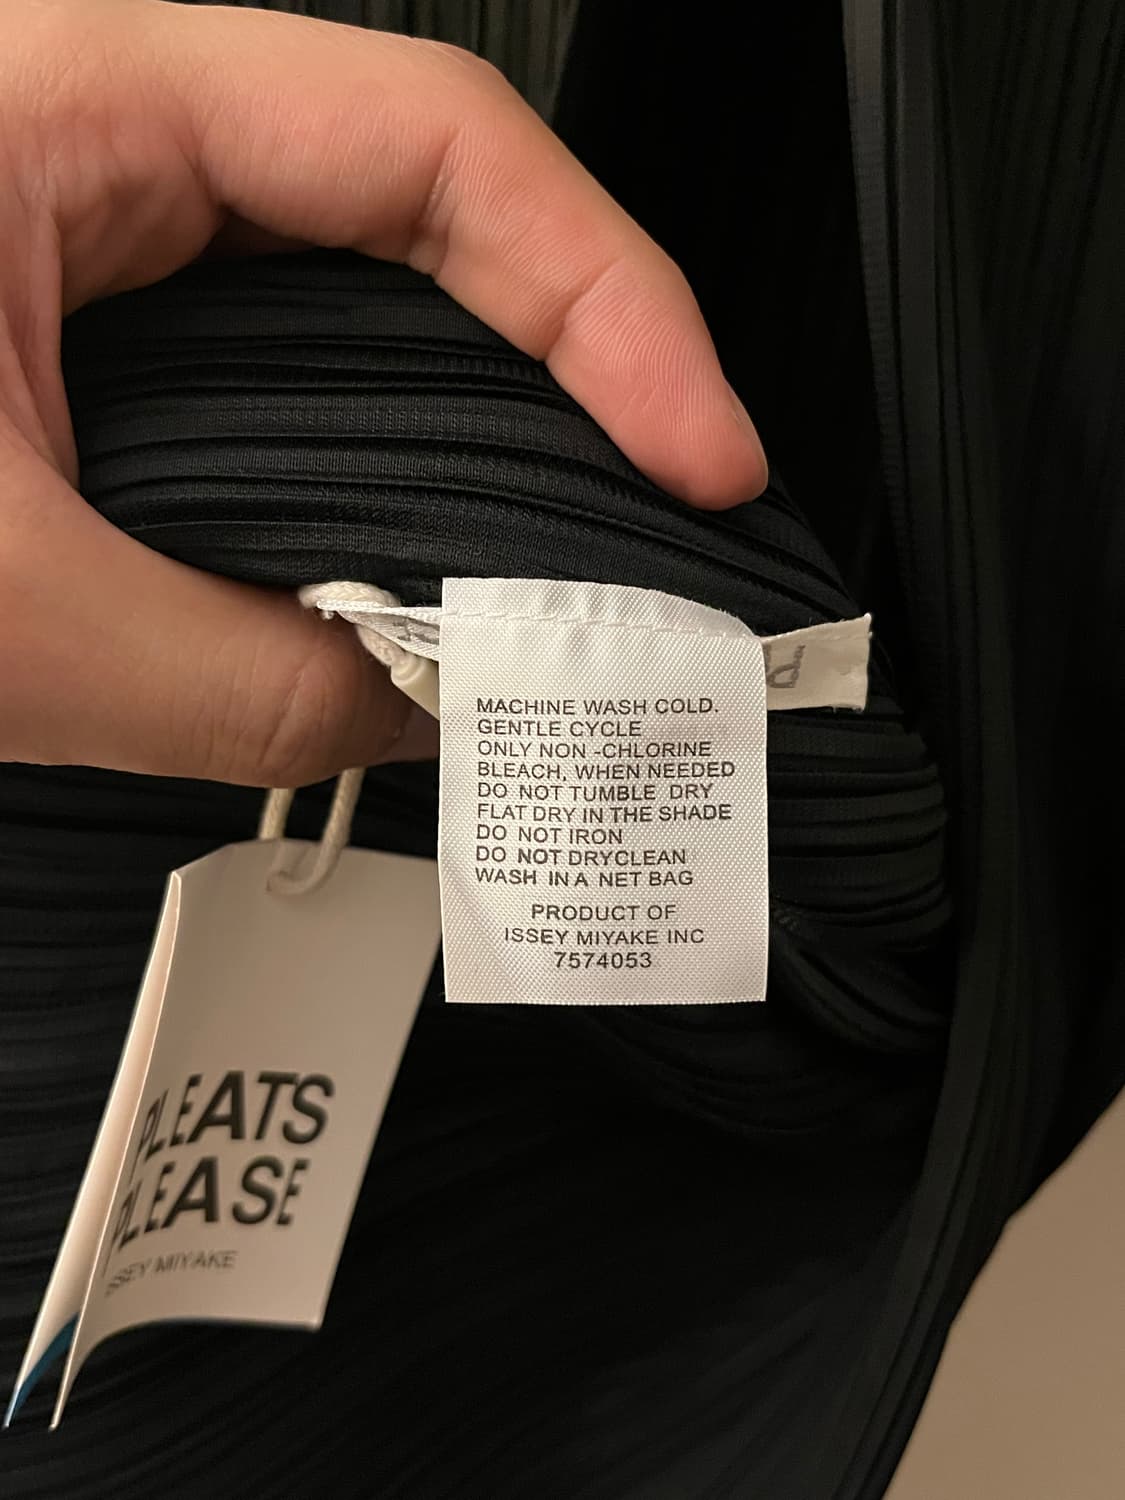 MACHINE WASH COLD.
GENTLE CYCLE
ONLY NON -CHLORINE
BLEACH, WHEN NEEDED
DO NOT TUMBLE DRY
FLAT DRY IN THE SHADE
DO NOT IRON
DO NOT DRYCLEAN
WASH IN A NET BAG
PRODUCT OF
ISSEY MIYAKE INC
7574053
PLEATS
PLEASE
ISSEY MIYAKE